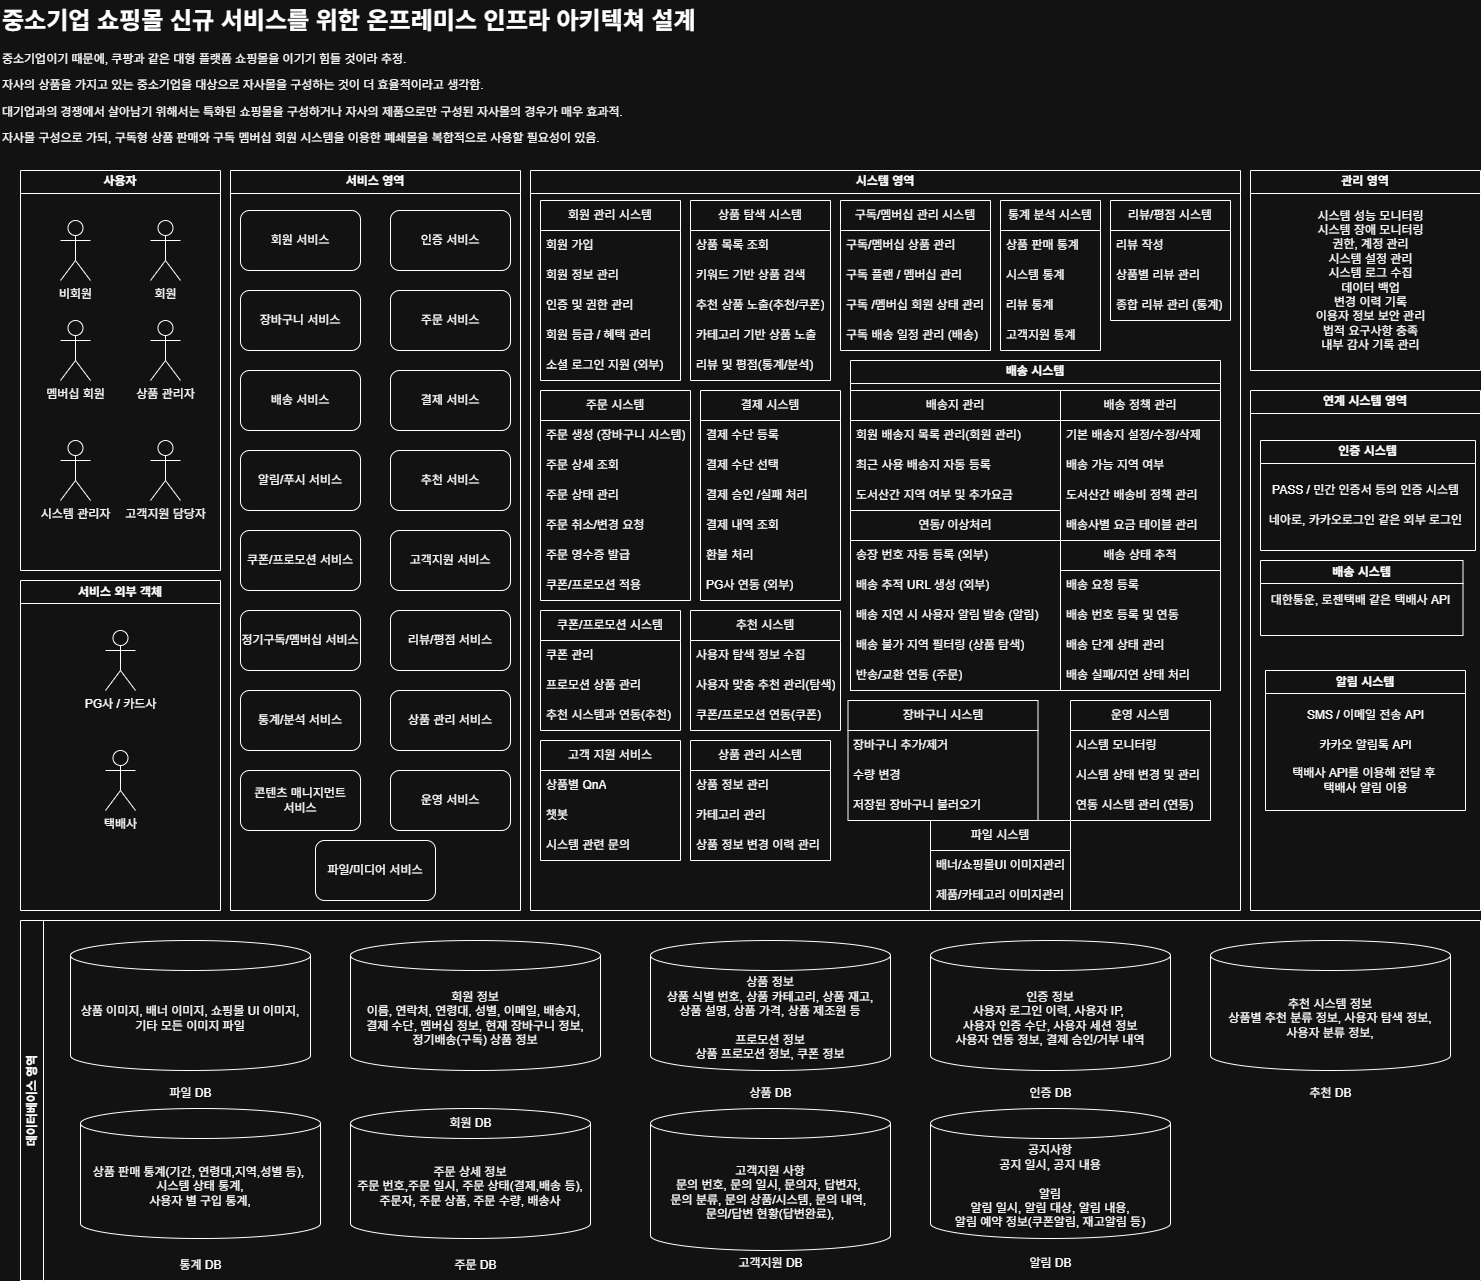 중소기업 쇼핑몰 신규 서비스를 위한 온프레미스 인프라 아키텍쳐 설계
중소기업이기 때문에, 쿠팡과 같은 대형 플랫폼 쇼핑몰을 이기기 힘들 것이라 추정.
자사의 상품을 가지고 있는 중소기업을 대상으로 자사몰을 구성하는 것이 더 효율적이라고 생각함.
대기업과의 경쟁에서 살아남기 위해서는 특화된 쇼핑몰을 구성하거나 자사의 제품으로만 구성된 자사몰의 경우가 매우 효과적.
자사몰 구성으로 가되, 구독형 상품 판매와 구독 멤버십 회원 시스템을 이용한 폐쇄몰을 복합적으로 사용할 필요성이 있음.
사용자
비회원
회원
멤버십 회원
상품 관리자
시스템 관리자
고객지원 담당자
서비스 외부 객체
PG사 / 카드사
택배사
서비스 영역
회원 서비스
인증 서비스
장바구니 서비스
주문 서비스
배송 서비스
결제 서비스
알림/푸시 서비스
추천 서비스
쿠폰/프로모션 서비스
고객지원 서비스
정기구독/멤버십 서비스
리뷰/평점 서비스
통계/분석 서비스
상품 관리 서비스
콘텐츠 매니지먼트
서비스
운영 서비스
파일/미디어 서비스
시스템 영역
회원 관리 시스템
회원 가입
회원 정보 관리
인증 및 권한 관리
회원 등급 / 혜택 관리
소셜 로그인 지원 (외부)
상품 탐색 시스템
상품 목록 조회
키워드 기반 상품 검색
추천 상품 노출(추천/쿠폰)
카테고리 기반 상품 노출
리뷰 및 평점(통계/분석)
구독/멤버십 관리 시스템
구독/멤버십 상품 관리
구독 플랜 / 멤버십 관리
구독 /멤버십 회원 상태 관리
구독 배송 일정 관리 (배송)
통계 분석 시스템
상품 판매 통계
시스템 통계
리뷰 통계
고객지원 통계
리뷰/평점 시스템
리뷰 작성
상품별 리뷰 관리
종합 리뷰 관리 (통계)
주문 시스템
주문 생성 (장바구니 시스템)
주문 상세 조회
주문 상태 관리
주문 취소/변경 요청
주문 영수증 발급
쿠폰/프로모션 적용
결제 시스템
결제 수단 등록
결제 수단 선택
결제 승인 /실패 처리
결제 내역 조회
환불 처리
PG사 연동 (외부)
배송 시스템
배송지 관리
회원 배송지 목록 관리(회원 관리)
최근 사용 배송지 자동 등록
도서산간 지역 여부 및 추가요금
연동/ 이상처리
송장 번호 자동 등록 (외부)
배송 추적 URL 생성 (외부)
배송 지연 시 사용자 알림 발송 (알림)
배송 불가 지역 필터링 (상품 탐색)
반송/교환 연동 (주문)
배송 정책 관리
기본 배송지 설정/수정/삭제
배송 가능 지역 여부
도서산간 배송비 정책 관리
배송사별 요금 테이블 관리
배송 상태 추적
배송 요청 등록
배송 번호 등록 및 연동
배송 단계 상태 관리
배송 실패/지연 상태 처리
쿠폰/프로모션 시스템
쿠폰 관리
프로모션 상품 관리
추천 시스템과 연동(추천)
추천 시스템
사용자 탐색 정보 수집
사용자 맞춤 추천 관리(탐색)
쿠폰/프로모션 연동(쿠폰)
고객 지원 서비스
상품별 QnA
챗봇
시스템 관련 문의
상품 관리 시스템
상품 정보 관리
카테고리 관리
상품 정보 변경 이력 관리
장바구니 시스템
장바구니 추가/제거
수량 변경
저장된 장바구니 불러오기
운영 시스템
시스템 모니터링
시스템 상태 변경 및 관리
연동 시스템 관리 (연동)
파일 시스템
배너/쇼핑몰UI 이미지관리
제품/카테고리 이미지관리
관리 영역
시스템 성능 모니터링
시스템 장애 모니터링
권한, 계정 관리
시스템 설정 관리
시스템 로그 수집
데이터 백업
변경 이력 기록
이용자 정보 보안 관리
법적 요구사항 충족
내부 감사 기록 관리
연계 시스템 영역
인증 시스템
PASS / 민간 인증서 등의 인증 시스템
네아로, 카카오로그인 같은 외부 로그인
배송 시스템
대한통운, 로젠택배 같은 택배사 API
알림 시스템
SMS / 이메일 전송 API
카카오 알림톡 API
택배사 API를 이용해 전달 후
택배사 알림 이용
데이터베이스 영역
상품 이미지, 배너 이미지, 쇼핑몰 UI 이미지,
기타 모든 이미지 파일
파일 DB
회원 정보
이름, 연락처, 연령대, 성별, 이메일, 배송지,
결제 수단, 멤버십 정보, 현재 장바구니 정보,
정기배송(구독) 상품 정보
회원 DB
상품 정보
상품 식별 번호, 상품 카테고리, 상품 재고,
상품 설명, 상품 가격, 상품 제조원 등
프로모션 정보
상품 프로모션 정보, 쿠폰 정보
상품 DB
인증 정보
사용자 로그인 이력, 사용자 IP,
사용자 인증 수단, 사용자 세션 정보
사용자 연동 정보, 결제 승인/거부 내역
인증 DB
추천 시스템 정보
상품별 추천 분류 정보, 사용자 탐색 정보,
사용자 분류 정보,
추천 DB
상품 판매 통계(기간, 연령대,지역,성별 등),
시스템 상태 통계,
사용자 별 구입 통계,
통계 DB
주문 상세 정보
주문 번호,주문 일시, 주문 상태(결제,배송 등),
주문자, 주문 상품, 주문 수량, 배송사
주문 DB
고객지원 사항
문의 번호, 문의 일시, 문의자, 답변자,
문의 분류, 문의 상품/시스템, 문의 내역,
문의/답변 현황(답변완료),
고객지원 DB
공지사항
공지 일시, 공지 내용
알림
알림 일시, 알림 대상, 알림 내용,
알림 예약 정보(쿠폰알림, 재고알림 등)
알림 DB